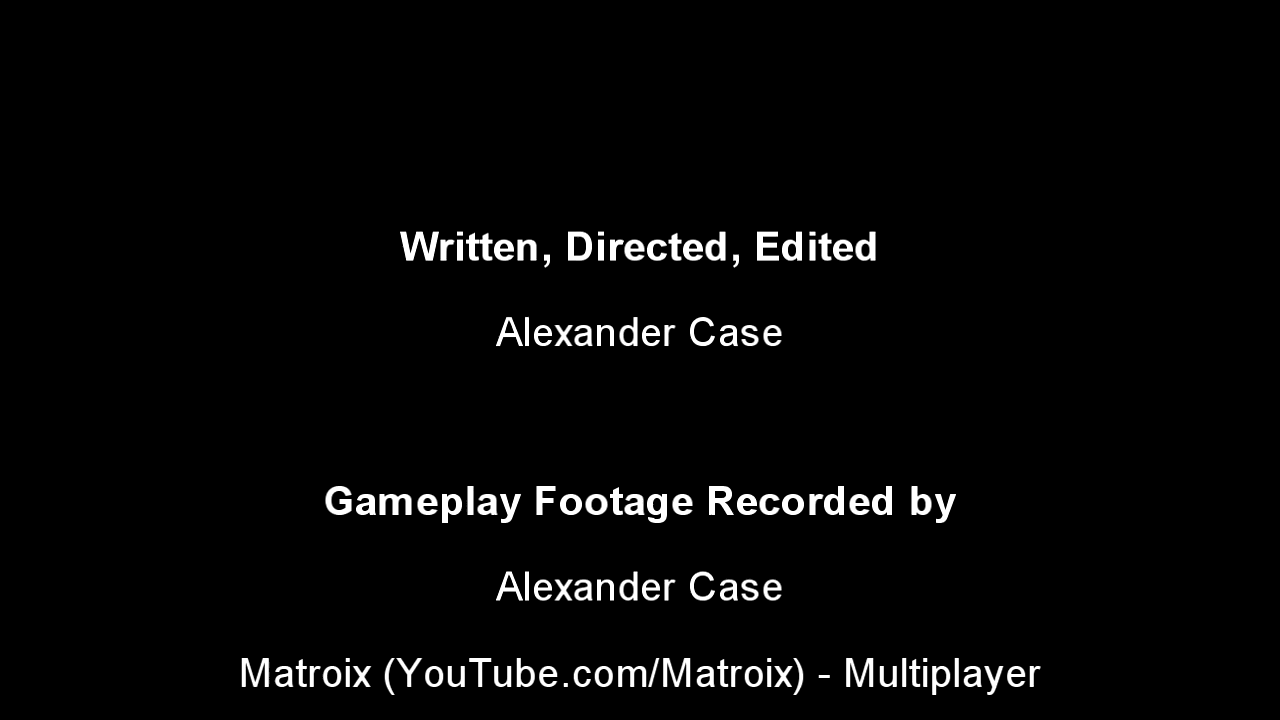 Written, Directed, Edited
Alexander Case
Gameplay Footage Recorded by
Alexander Case
Matroix (YouTube.com/Matroix) - Multiplayer